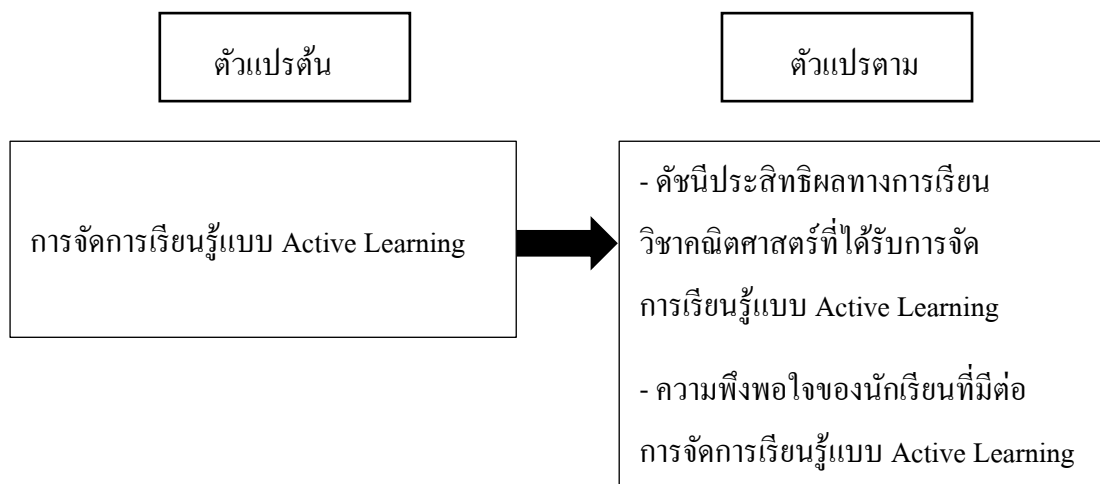 ตัวแปรต้น
ตัวแปรตาม
การจัดการเรียนรู้แบบ Active Learning
- ดัชนีประสิทธิผลทางการเรียน
วิชาคณิตศาสตร์ที่ได้รับการจัด
การเรียนรู้แบบ Active Learning
- ความพึงพอใจของนักเรียนที่มีต่อ
การจัดการเรียนรู้แบบ Active Learning